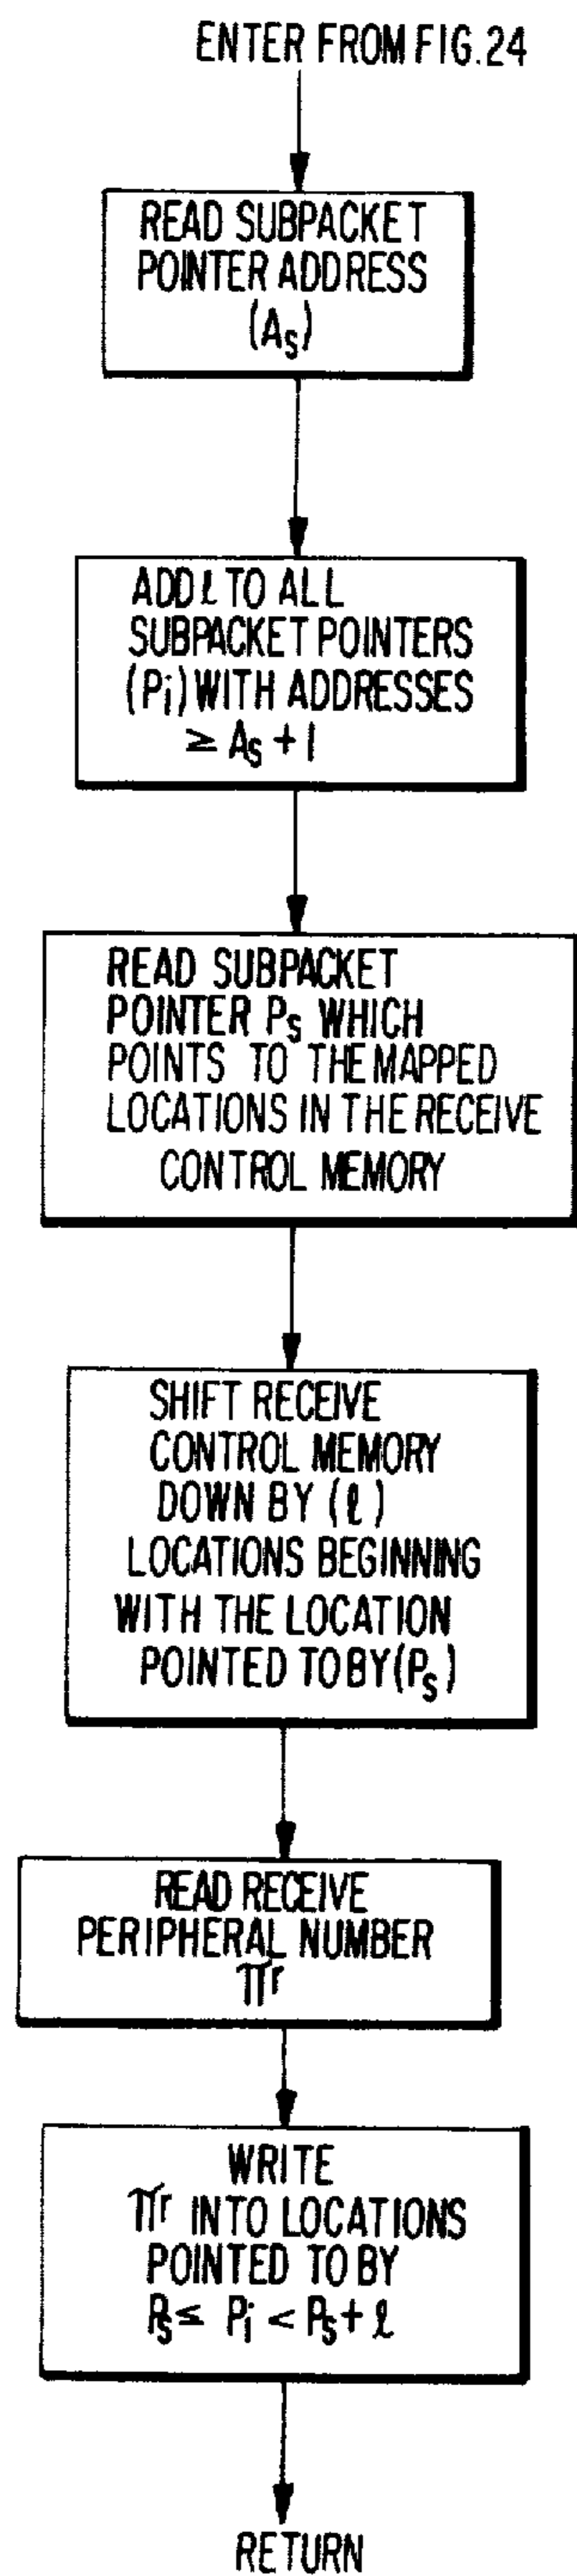 ENTER FROM FIG.24
READ SUBPACKET
POINTER ADDRESS
(As)
ADD ℓ TO ALL
SUBPACKET POINTERS
(Pi) WITH ADDRESSES
≥ As + 1
READ SUBPACKET
POINTER Ps WHICH
POINTS TO THE MAPPED
LOCATIONS IN THE RECEIVE
CONTROL MEMORY
SHIFT RECEIVE
CONTROL MEMORY
DOWN BY (ℓ)
LOCATIONS BEGINNING
WITH THE LOCATION
POINTED TO BY (Ps)
READ RECEIVE
PERIPHERAL NUMBER
πr
WRITE
πr INTO LOCATIONS
POINTED TO BY
Ps ≤ Pi < Ps + ℓ
RETURN